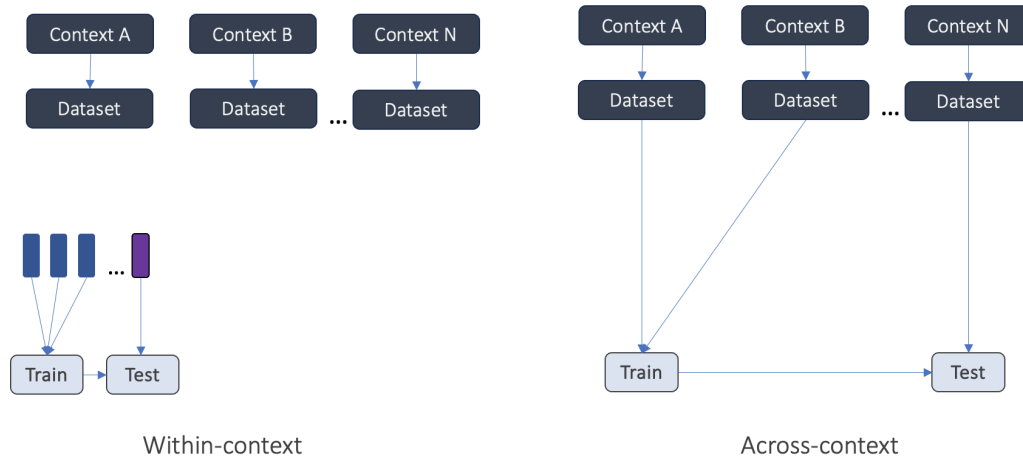 Context A
Context B
Context N
Dataset
Dataset
...
Dataset
...
Train
Test
Within-context
Context A
Context B
Context N
Dataset
Dataset
...
Dataset
Train
Test
Across-context